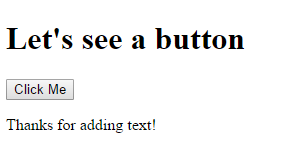 Let's see a button
Click Me
Thanks for adding text!